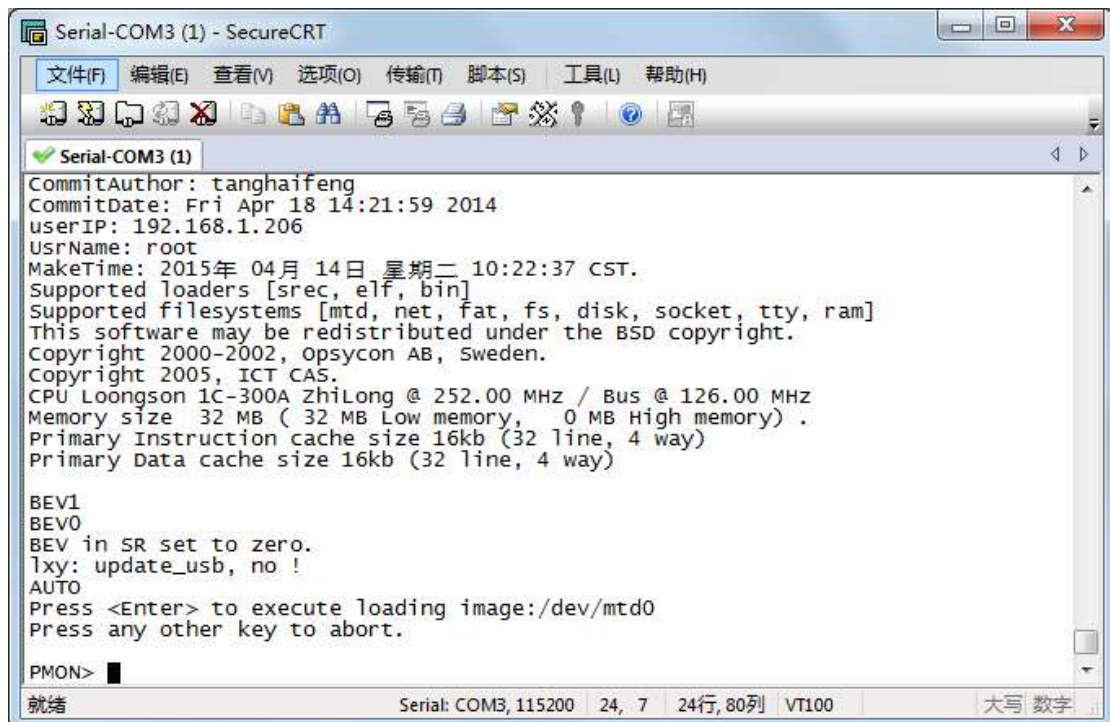 Serial-COM3 (1) - SecureCRT
文件(F) 编辑(E) 查看(V) 选项(O) 传输(T) 脚本(S) 工具(L) 帮助(H)
Serial-COM3 (1)
CommitAuthor: tanghaifeng
CommitDate: Fri Apr 18 14:21:59 2014
userIP: 192.168.1.206
UsrName: root
MakeTime: 2015年 04月 14日 星期二 10:22:37 CST.
Supported loaders [srec, elf, bin]
Supported filesystems [mtd, net, fat, fs, disk, socket, tty, ram]
This software may be redistributed under the BSD copyright.
Copyright 2000-2002, Opsycon AB, Sweden.
Copyright 2005, ICT CAS.
CPU Loongson 1C-300A ZhiLong @ 252.00 MHz / Bus @ 126.00 MHz
Memory size  32 MB ( 32 MB Low memory,   0 MB High memory) .
Primary Instruction cache size 16kb (32 line, 4 way)
Primary Data cache size 16kb (32 line, 4 way)
BEV1
BEV0
BEV in SR set to zero.
lxy: update_usb, no !
AUTO
Press <Enter> to execute loading image:/dev/mtd0
Press any other key to abort.
PMON>
就绪 Serial: COM3, 115200 24, 7 24行, 80列 VT100 大写 数字